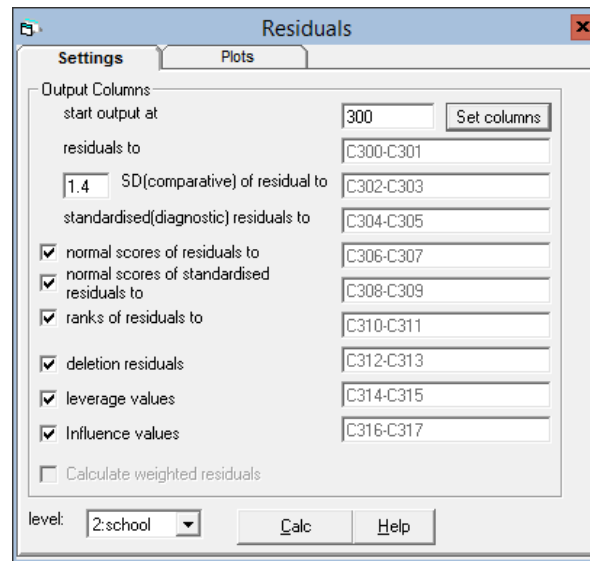 Residuals
Settings Plots
Output Columns
start output at 300 Set columns
residuals to C300-C301
1.4 SD(comparative) of residual to C302-C303
standardised(diagnostic) residuals to C304-C305
normal scores of residuals to C306-C307
normal scores of standardised
residuals to C308-C309
ranks of residuals to C310-C311
deletion residuals C312-C313
leverage values C314-C315
Influence values C316-C317
Calculate weighted residuals
level: 2:school Calc Help